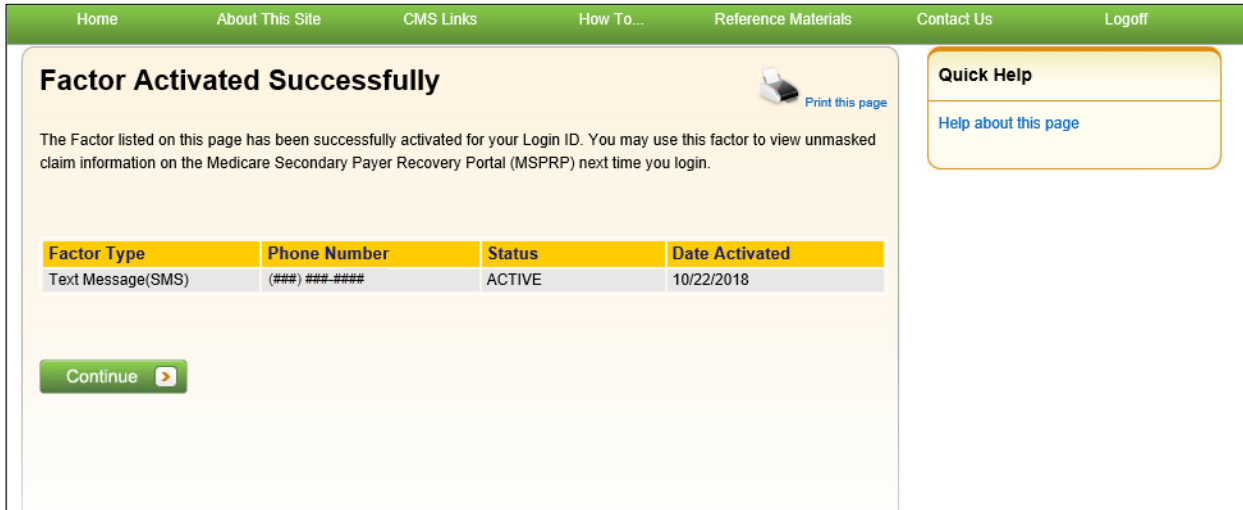 Home About This Site CMS Links How To... Reference Materials Contact Us Logoff
Factor Activated Successfully
Print this page
The Factor listed on this page has been successfully activated for your Login ID. You may use this factor to view unmasked
claim information on the Medicare Secondary Payer Recovery Portal (MSPRP) next time you login.
Factor Type Phone Number Status Date Activated
Text Message(SMS) (###) ###-#### ACTIVE 10/22/2018
Continue
Quick Help
Help about this page